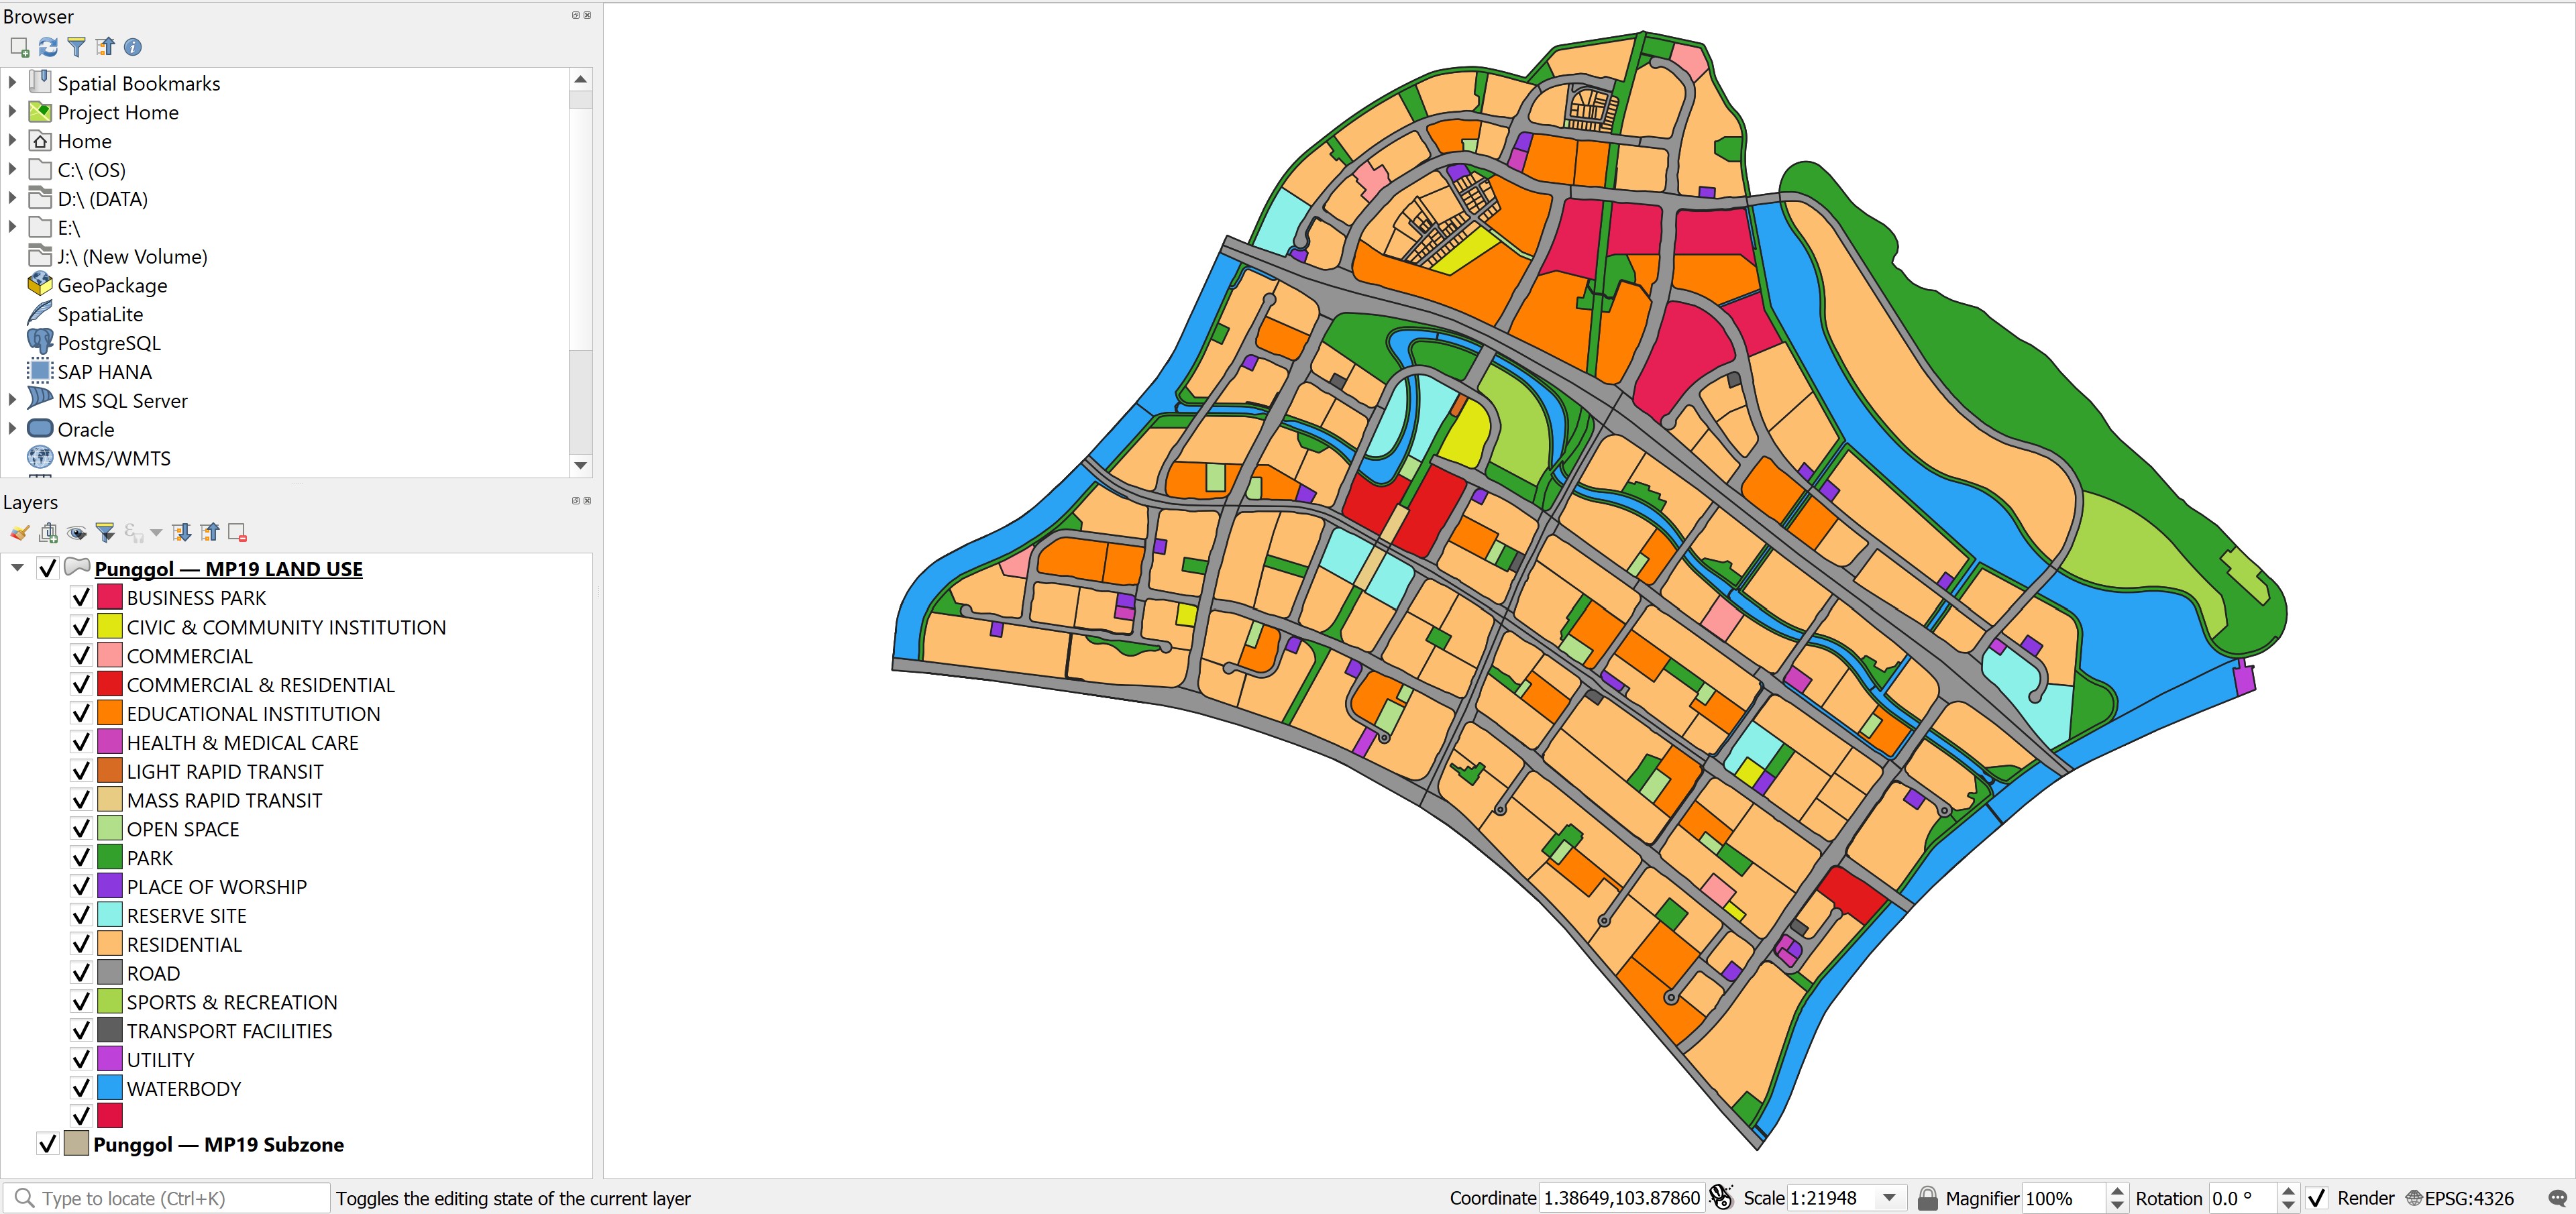 Browser
Spatial Bookmarks
Project Home
Home
C:\ (OS)
D:\ (DATA)
E:\
J:\ (New Volume)
GeoPackage
SpatiaLite
PostgreSQL
SAP HANA
MS SQL Server
Oracle
WMS/WMTS
Layers
Punggol — MP19 LAND USE
BUSINESS PARK
CIVIC & COMMUNITY INSTITUTION
COMMERCIAL
COMMERCIAL & RESIDENTIAL
EDUCATIONAL INSTITUTION
HEALTH & MEDICAL CARE
LIGHT RAPID TRANSIT
MASS RAPID TRANSIT
OPEN SPACE
PARK
PLACE OF WORSHIP
RESERVE SITE
RESIDENTIAL
ROAD
SPORTS & RECREATION
TRANSPORT FACILITIES
UTILITY
WATERBODY
Punggol — MP19 Subzone
Type to locate (Ctrl+K) Toggles the editing state of the current layer Coordinate 1.38649,103.87860 Scale 1:21948 Magnifier 100% Rotation 0.0 ° Render EPSG:4326